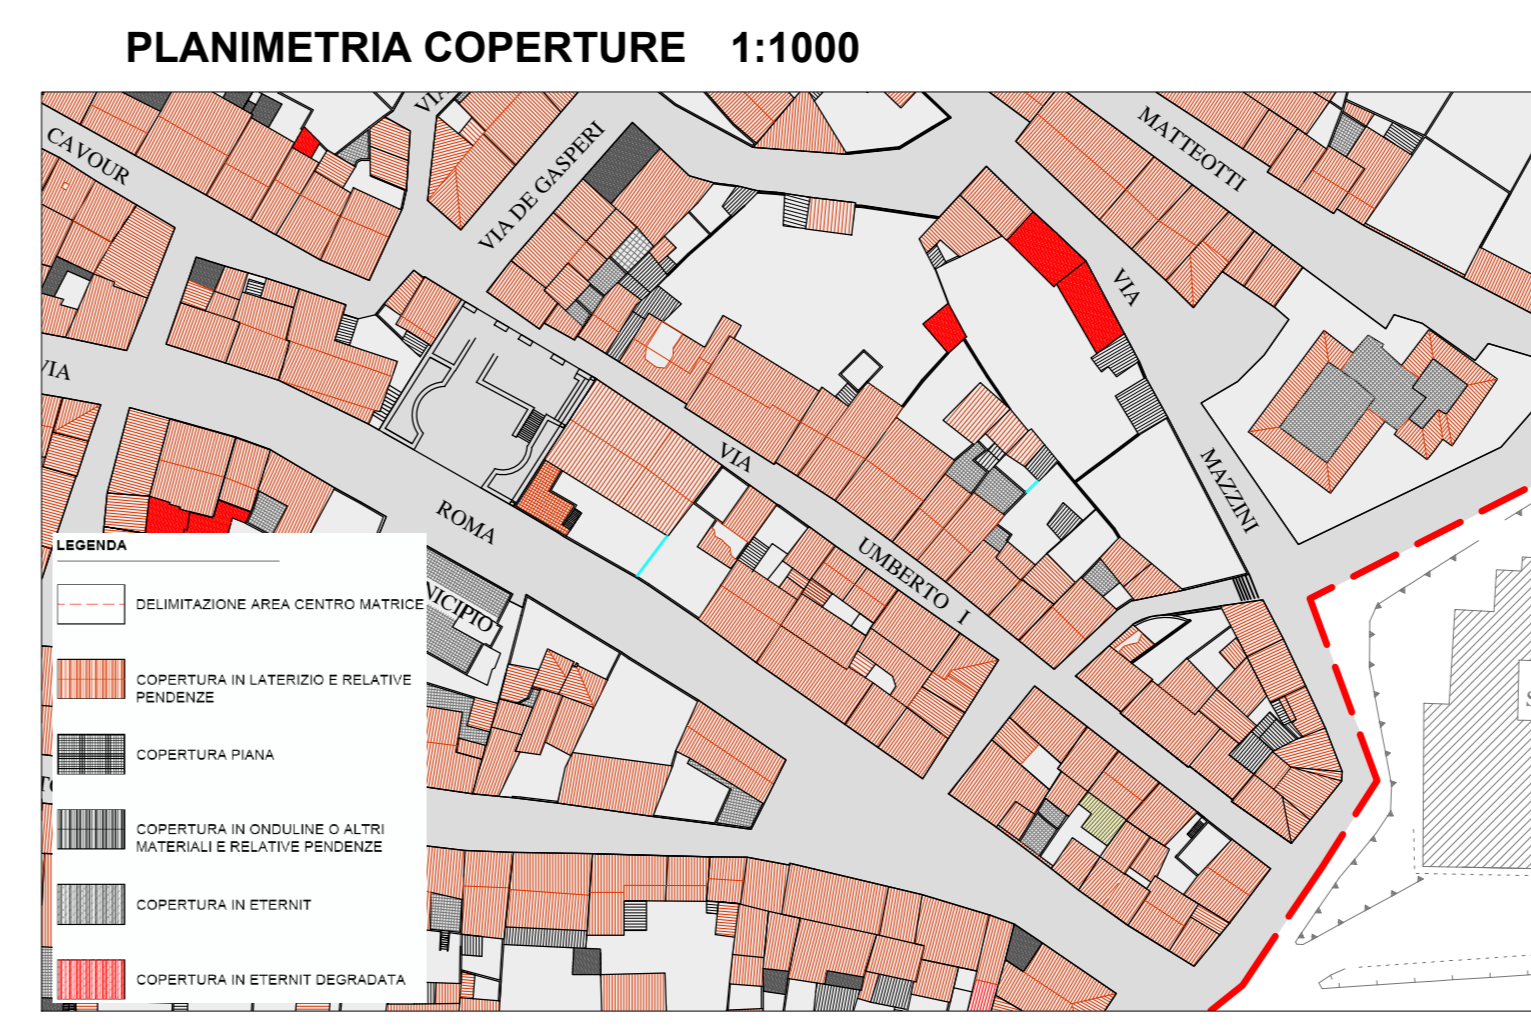 PLANIMETRIA COPERTURE 1:1000
VIA
CAVOUR
VIA DE GASPERI
MATTEOTTI
VIA
VIA
VIA
MAZZINI
ROMA
UMBERTO I
NICIPIO
LEGENDA
DELIMITAZIONE AREA CENTRO MATRICE
COPERTURA IN LATERIZIO E RELATIVE
PENDENZE
COPERTURA PIANA
COPERTURA IN ONDULINE O ALTRI
MATERIALI E RELATIVE PENDENZE
COPERTURA IN ETERNIT
COPERTURA IN ETERNIT DEGRADATA